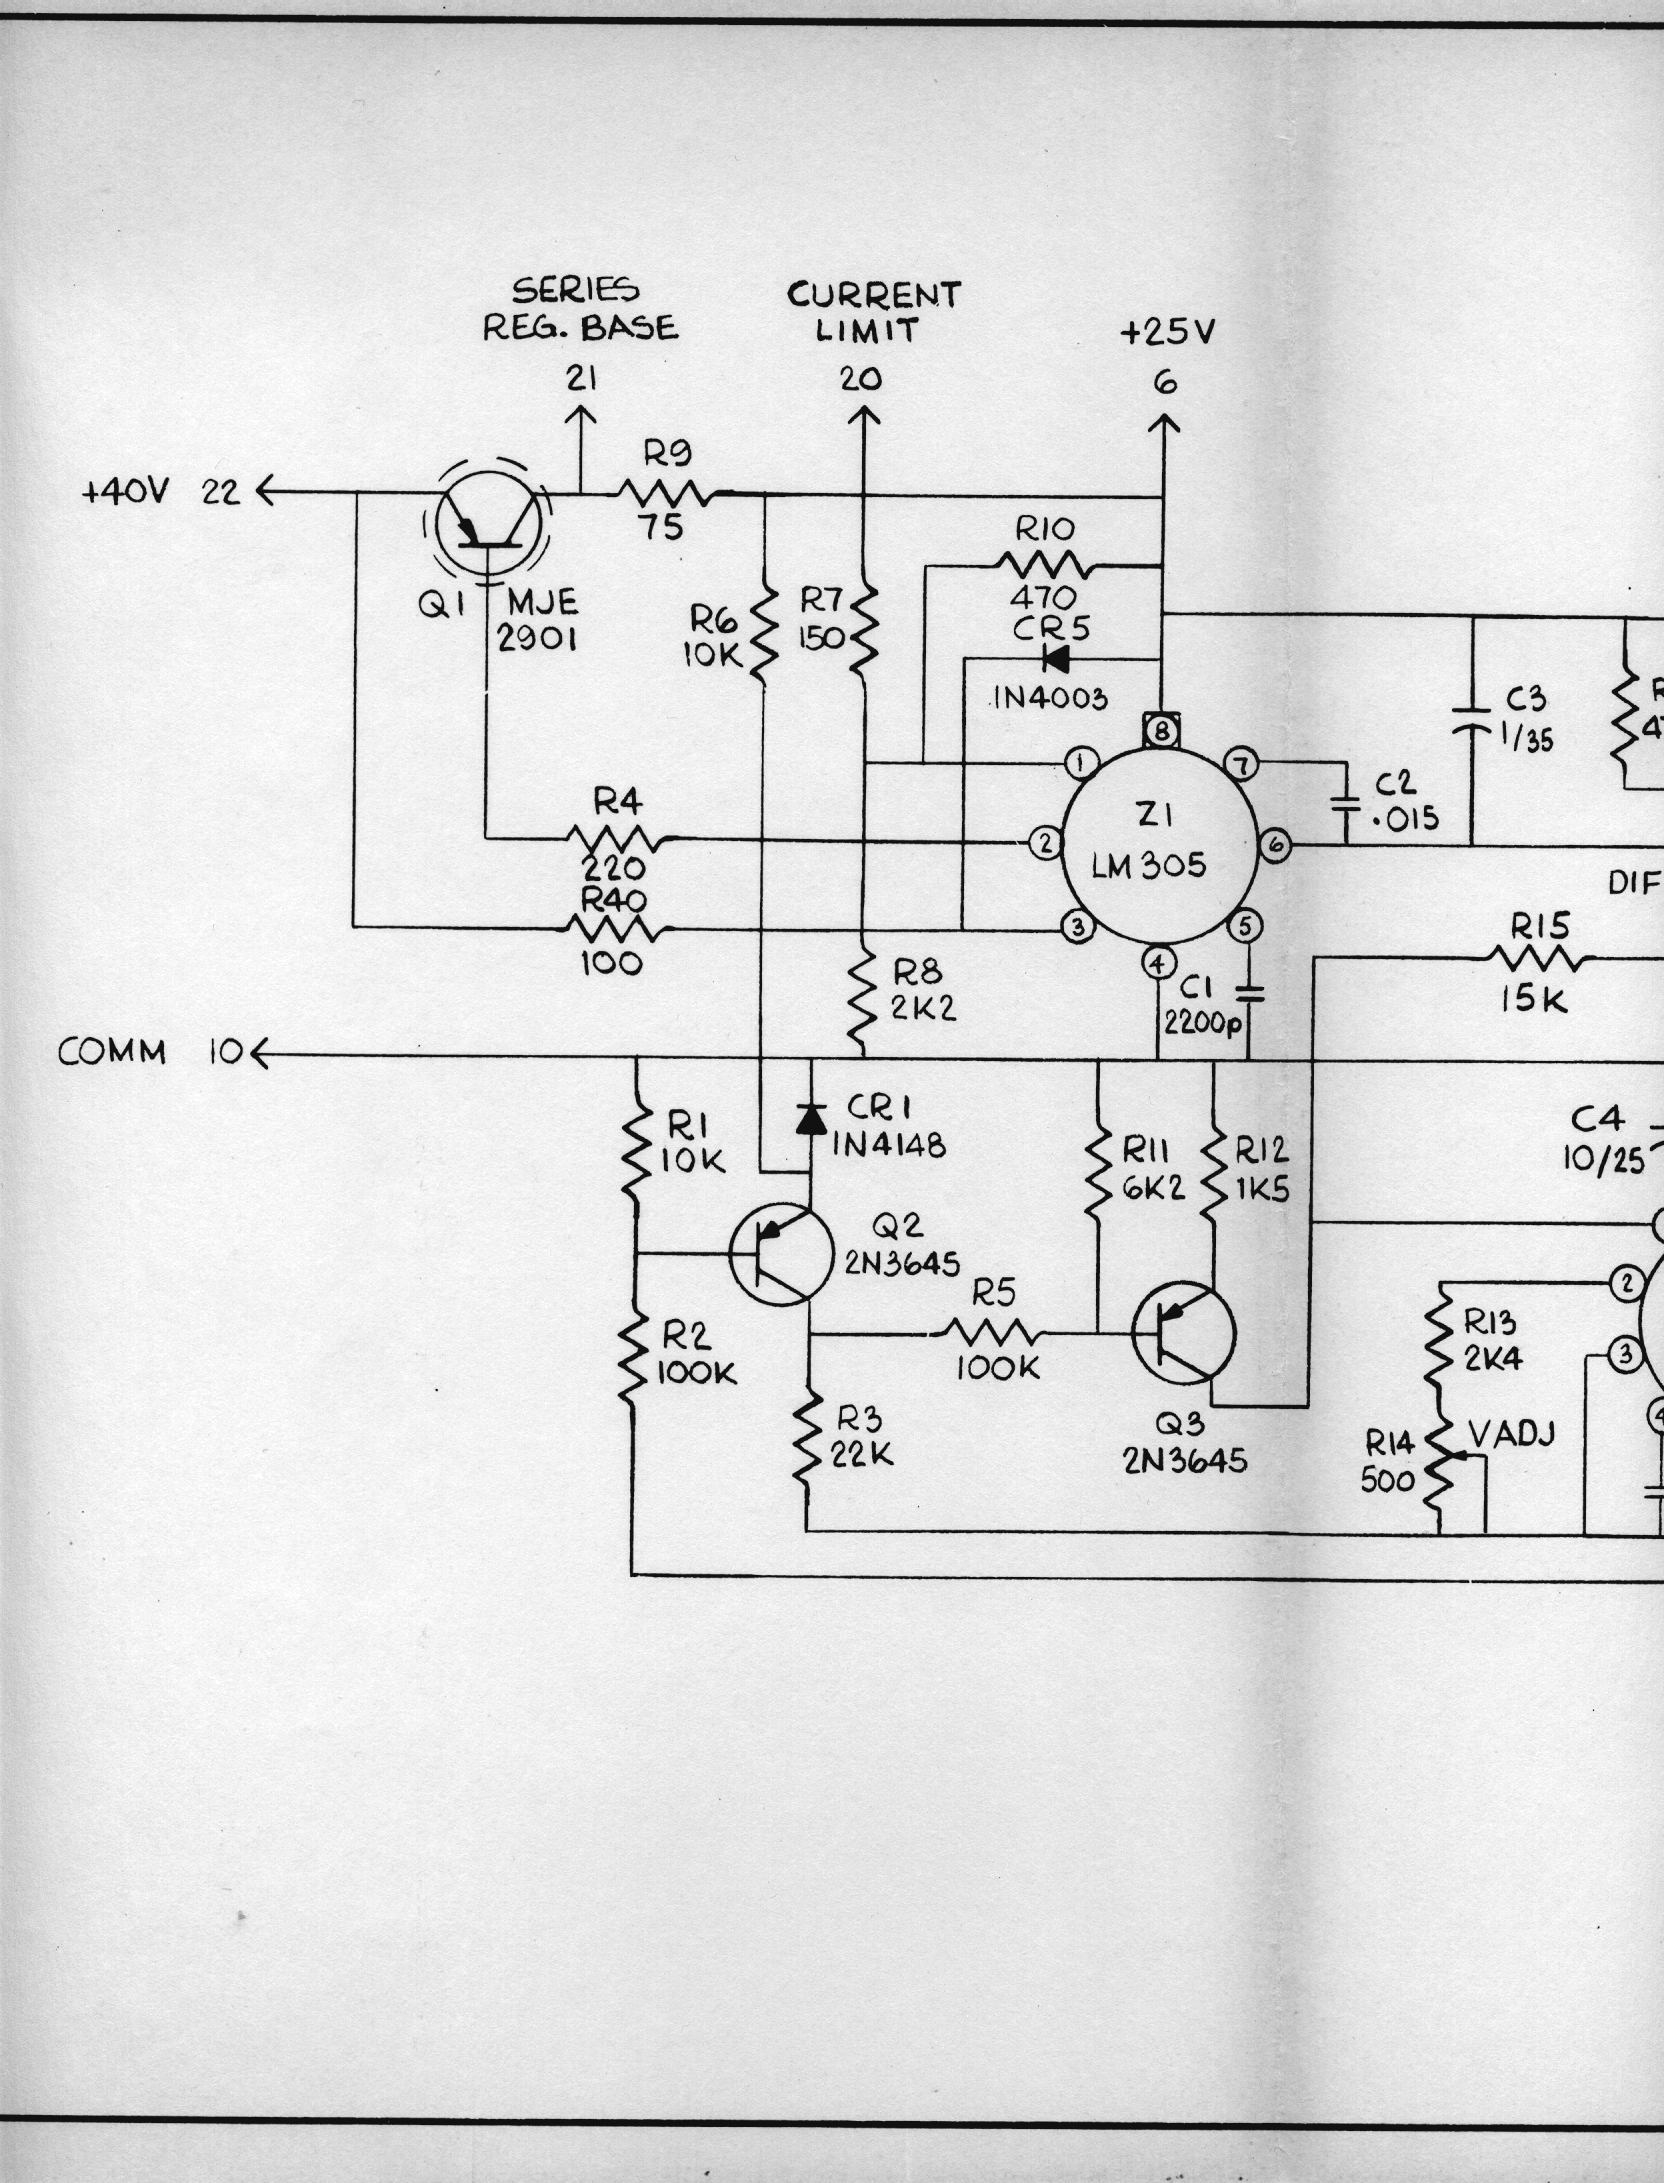 SERIES
REG. BASE
21
CURRENT
LIMIT
20
+25V
6
+40V 22
R9
75
Q1 MJE
2901
R6
10K
R7
150
R10
470
CR5
1N4003
8
1
7
Z1
LM305
2
6
3
5
4
C2
.015
C3
1/35
R4
220
R40
100
R8
2K2
C1
2200p
DIF
R15
15K
COMM 10
R1
10K
CR1
1N4148
R11
6K2
R12
1K5
C4
10/25
Q2
2N3645
R5
100K
R2
100K
R3
22K
Q3
2N3645
2
3
4
R13
2K4
R14
500
VADJ